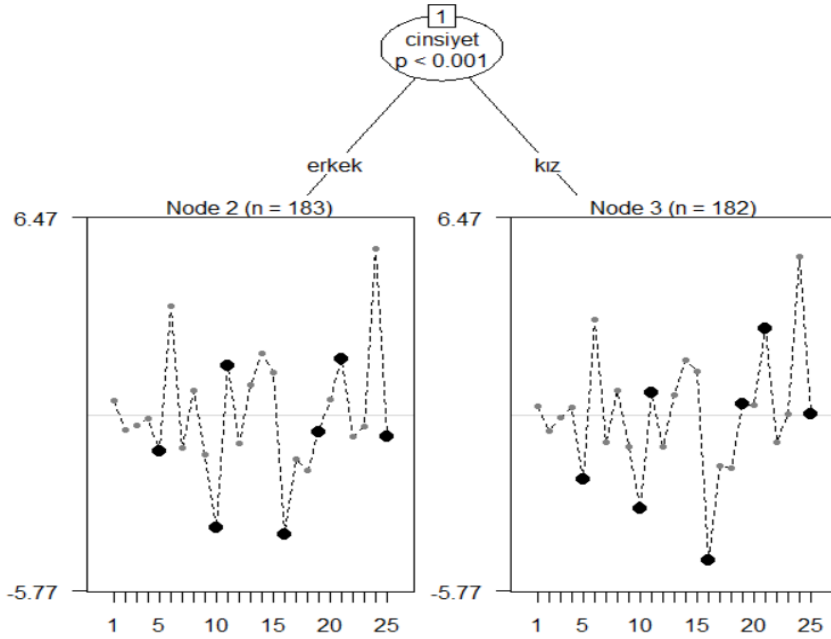 1
cinsiyet
p < 0.001
erkek
kız
Node 2 (n = 183)
Node 3 (n = 182)
6.47
-5.77
1 5 10 15 20 25
6.47
-5.77
1 5 10 15 20 25